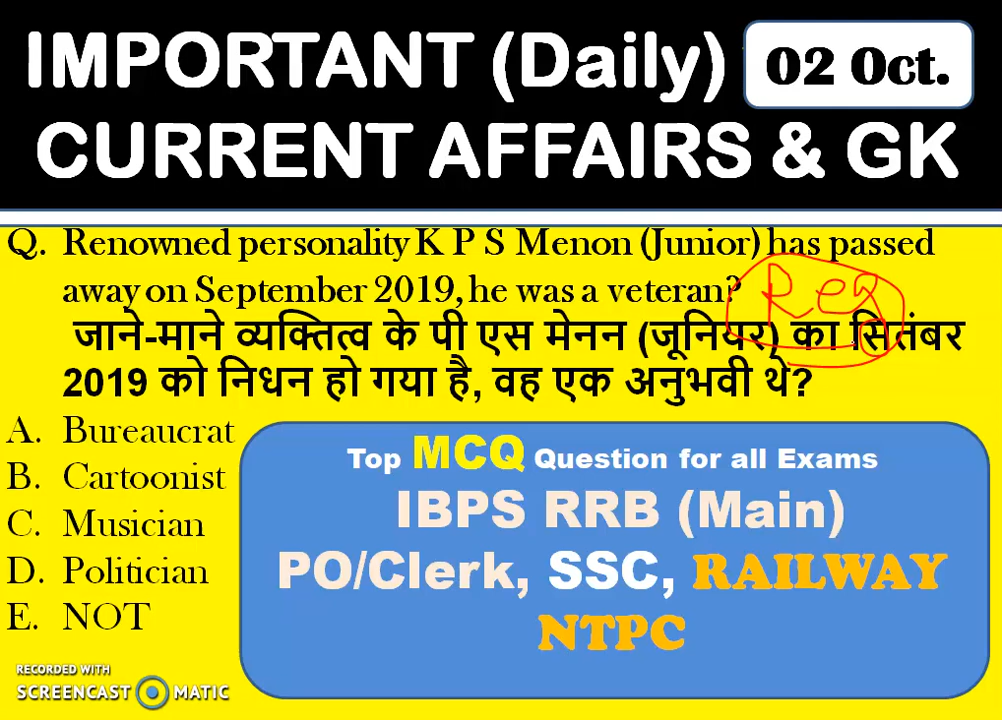 IMPORTANT (Daily) 02 Oct.
CURRENT AFFAIRS & GK
Q. Renowned personality K P S Menon (Junior) has passed
away on September 2019, he was a veteran?
जाने-माने व्यक्तित्व के पी एस मेनन (जूनियर) का सितंबर
2019 को निधन हो गया है, वह एक अनुभवी थे?
A. Bureaucrat
B. Cartoonist
C. Musician
D. Politician
E. NOT
Top MCQ Question for all Exams
IBPS RRB (Main)
PO/Clerk, SSC, RAILWAY
NTPC
RECORDED WITH
SCREENCAST MATIC